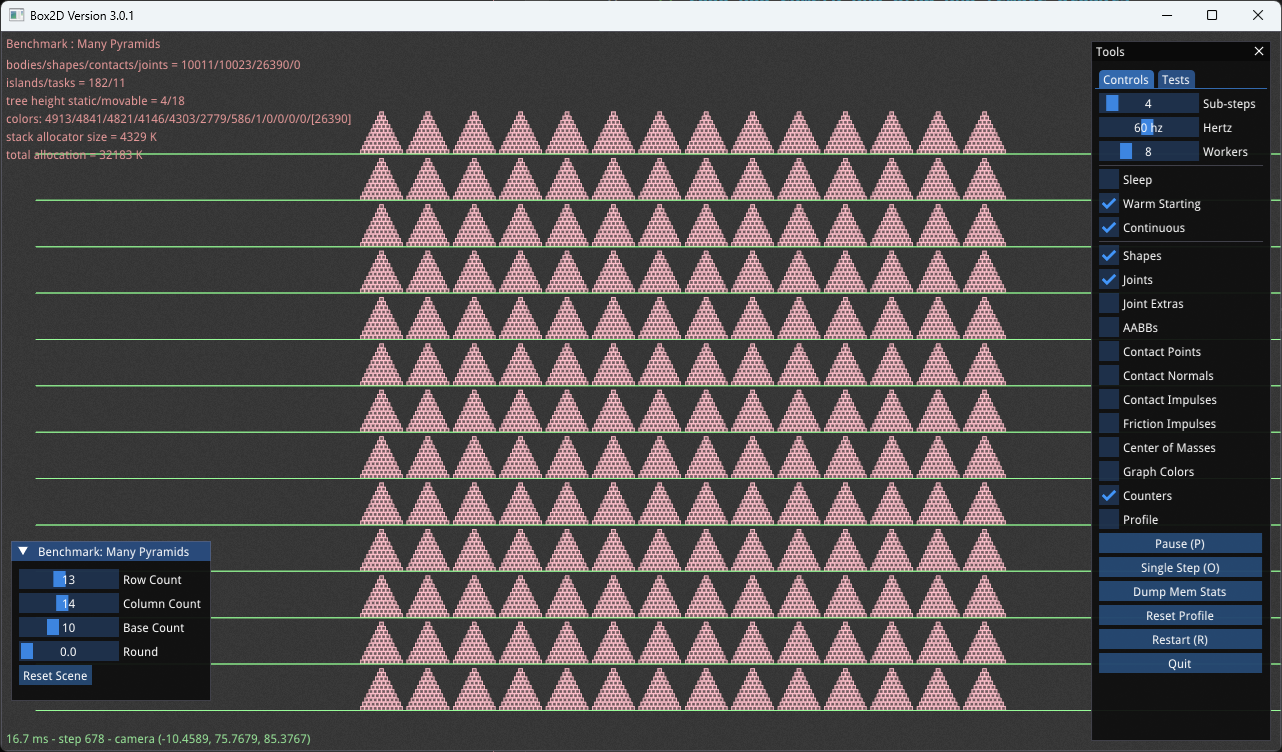 Box2D Version 3.0.1
Benchmark : Many Pyramids
bodies/shapes/contacts/joints = 10011/10023/26390/0
islands/tasks = 182/11
tree height static/movable = 4/18
colors: 4913/4841/4821/4146/4303/2779/586/1/0/0/0/0/[26390]
stack allocator size = 4329 K
total allocation = 32183 K
Tools
Controls Tests
4 Sub-steps
60 hz Hertz
8 Workers
Sleep
Warm Starting
Continuous
Shapes
Joints
Joint Extras
AABBs
Contact Points
Contact Normals
Contact Impulses
Friction Impulses
Center of Masses
Graph Colors
Counters
Profile
Pause (P)
Single Step (O)
Dump Mem Stats
Reset Profile
Restart (R)
Quit
Benchmark: Many Pyramids
13 Row Count
14 Column Count
10 Base Count
0.0 Round
Reset Scene
16.7 ms - step 678 - camera (-10.4589, 75.7679, 85.3767)